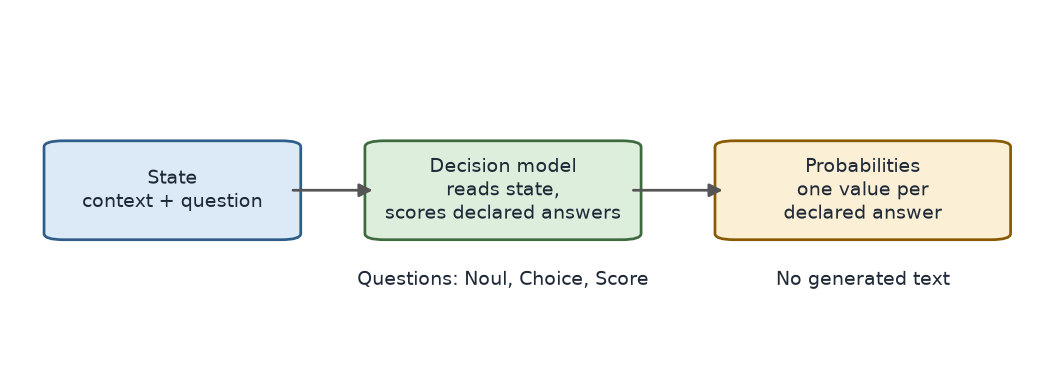 State
context + question
Decision model
reads state,
scores declared answers
Probabilities
one value per
declared answer
Questions: Noul, Choice, Score
No generated text